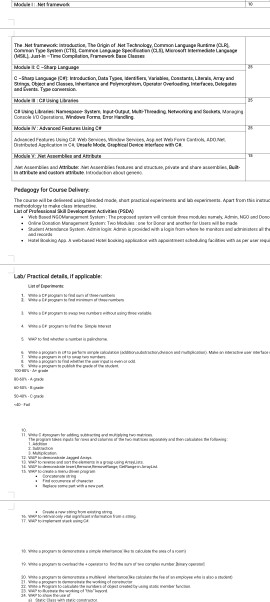 Module I: .Net framework 10
The .Net framework: Introduction, The Origin of .Net Technology, Common Language Runtime (CLR),
Common Type System (CTS), Common Language Specification (CLS), Microsoft Intermediate Language
(MSIL), Just-in-Time Compilation, Framework Base Classes
Module II: C –Sharp Language 25
C –Sharp Language (C#): Introduction, Data Types, Identifiers, Variables, Constants, Literals, Array and
Strings, Object and Classes, Inheritance and Polymorphism, Operator Overloading, Interfaces, Delegates
and Events. Type conversion.
Module III : C# Using Libraries 25
C# Using Libraries: Namespace- System, Input-Output, Multi-Threading, Networking and Sockets, Managing
Console I/O Operations, Windows Forms, Error Handling.
Module IV : Advanced Features Using C# 25
Advanced Features Using C#: Web Services, Window Services, Asp.net Web Form Controls, ADO.Net.
Distributed Application in C#, Unsafe Mode, Graphical Device interface with C#.
Module V: .Net Assemblies and Attribute 15
.Net Assemblies and Attribute: .Net Assemblies features and structure, private and share assemblies, Built-
In attribute and custom attribute. Introduction about generic.
Pedagogy for Course Delivery:
The course will be delivered using blended mode, short practical experiments and lab experiments. Apart from this instruc
methodology to make class interactive.
List of Professional Skill Development Activities (PSDA)
• Web Based NGO Management System: The proposed system will contain three modules namely, Admin, NGO and Dono
• Online Donation Management System: Two Modules : one for Donor and another for Users will be made
• Student Attendance System: Admin login: Admin is provided with a login from where he monitors and administers all th
and records
• Hotel Booking App: A web-based Hotel booking application with appointment scheduling facilities with as per user requi
Lab/ Practical details, if applicable:
List of Experiments:
1. Write a C# program to find sum of three numbers
2.
3. Write a C# program to swap two numbers without using three variable.
4. Write a C# program to find the Simple Interest
5. WAP to find whether a number is palindrome.
6. Write a program in c# to perform simple calculator (addition,subtraction,division and multiplication). Make an interactive user interface
7. Write a program in c# to swap two numbers.
8. Write a program to find whether the user input is even or odd.
9. Write a program to publish the grade of the student
100-80% - A+ grade
80-60% - A grade
60-50% - B grade
50-40% - C grade
<40 - Fail
10.
11. Write C# program for adding, subtracting and multiplying two matrices.
The program takes inputs for rows and columns of the two matrices separately and then calculates the following:
1. Addition
2. Subtraction
3. Multiplication
12. WAP to demonstrate Jagged Arrays
13. WAP to reverse and sort the elements in a group using ArrayLists.
14. WAP to demonstrate InsertRange, RemoveRange, GetRange in ArrayList.
15. WAP to create a menu driven program
• Concatenate string
• Find occurrence of character
• Replace some part with a new part.
• Create a new string from existing string.
16. WAP to retrieve only vital significant information from a string.
17. WAP to implement stack using C#
18. Write a program to demonstrate a simple inheritance( like to calculate the area of a room)
19. Write a program to overload the + operator to find the sum of two complex number.(binary operator)
20. Write a program to demonstrate a multilevel inheritance(like calculate the fee of an employee who is also a student)
21. Write a program to demonstrate the working of constructor
22. Write a Program to calculate the numbers of object created by using static member function.
23. WAP to illustrate the working of "this" keyword
24. WAP to show the use of
a) Static Class with static constructor